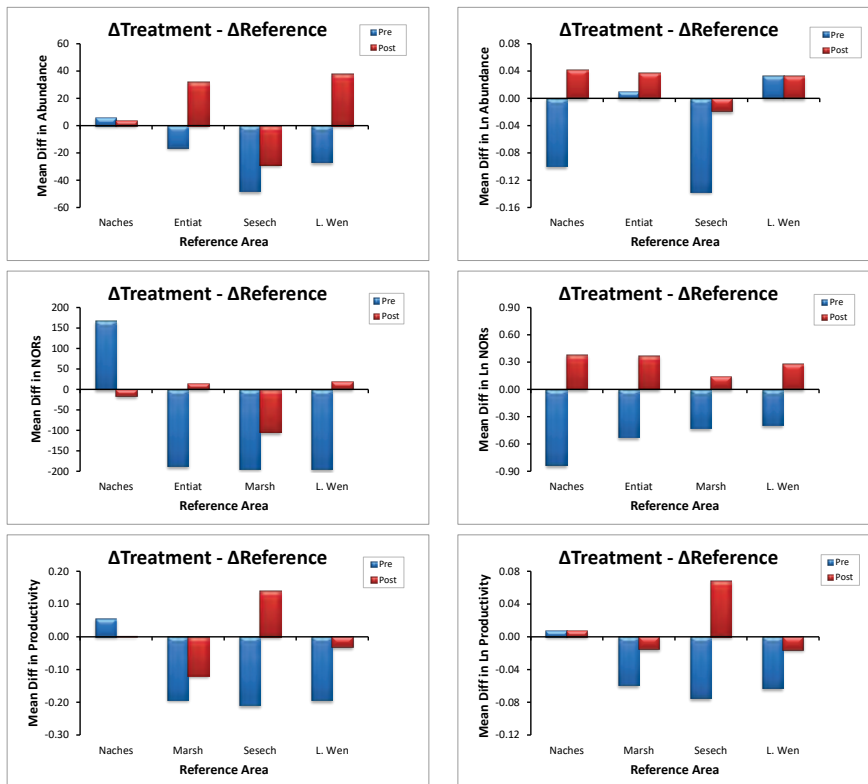 ΔTreatment - ΔReference
Pre
Post
Mean Diff in Abundance
60
40
20
0
-20
-40
-60
Naches Entiat Sesech L. Wen
Reference Area
ΔTreatment - ΔReference
Pre
Post
Mean Diff in Ln Abundance
0.08
0.04
0.00
-0.04
-0.08
-0.12
-0.16
Naches Entiat Sesech L. Wen
Reference Area
ΔTreatment - ΔReference
Pre
Post
Mean Diff in NORs
200
150
100
50
0
-50
-100
-150
-200
Naches Entiat Marsh L. Wen
Reference Area
ΔTreatment - ΔReference
Pre
Post
Mean Diff in Ln NORs
0.90
0.60
0.30
0.00
-0.30
-0.60
-0.90
Naches Entiat Marsh L. Wen
Reference Area
ΔTreatment - ΔReference
Pre
Post
Mean Diff in Productivity
0.20
0.10
0.00
-0.10
-0.20
-0.30
Naches Marsh Sesech L. Wen
Reference Area
ΔTreatment - ΔReference
Pre
Post
Mean Diff in Ln Productivity
0.08
0.04
0.00
-0.04
-0.08
-0.12
Naches Marsh Sesech L. Wen
Reference Area